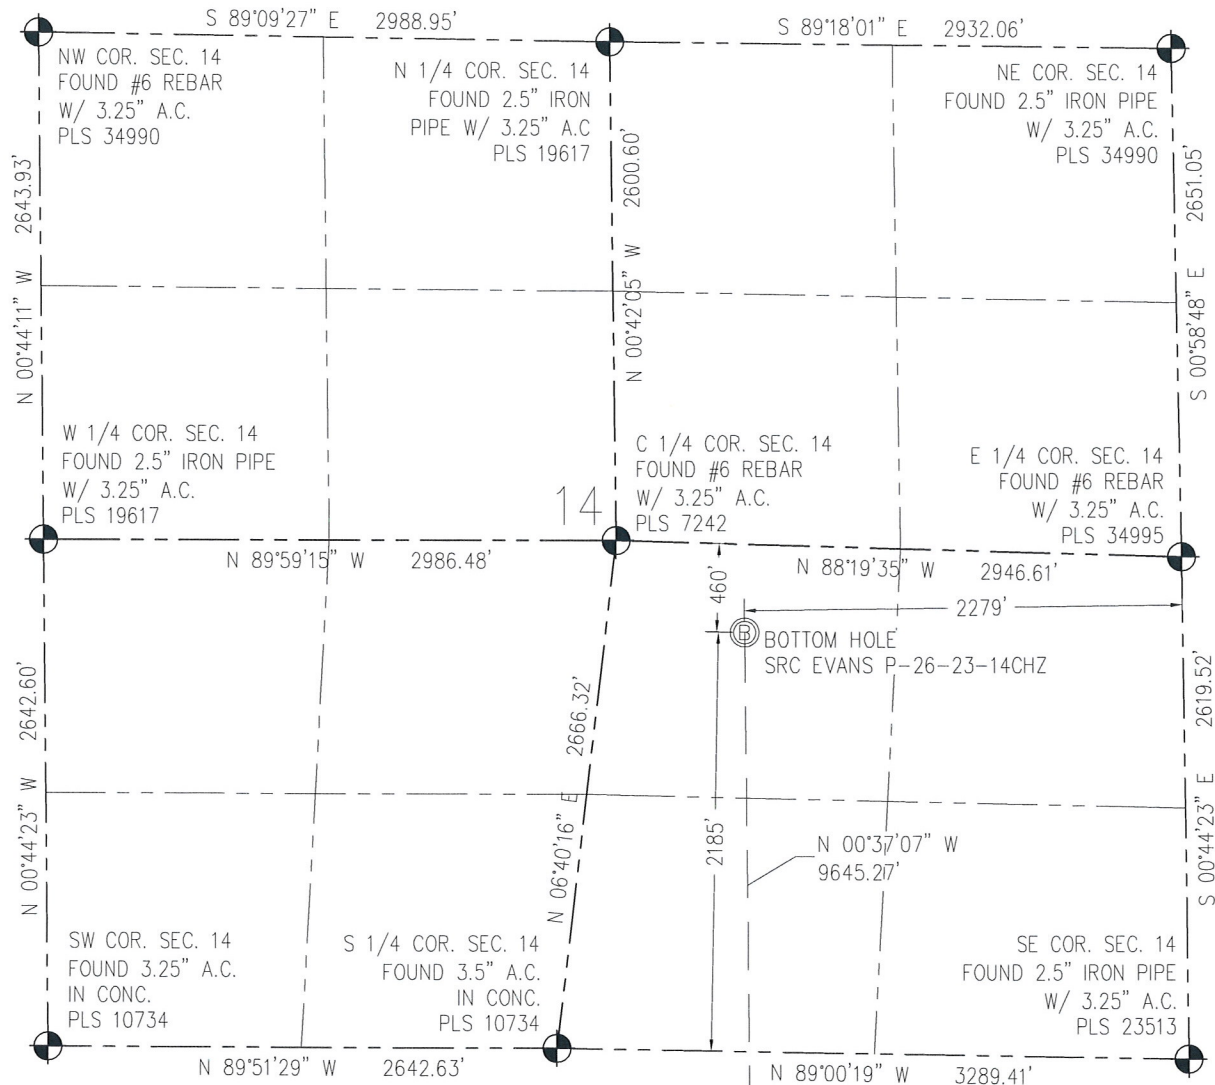 S 89°09'27" E 2988.95'
S 89°18'01" E 2932.06'
NW COR. SEC. 14
FOUND #6 REBAR
W/ 3.25" A.C.
PLS 34990
N 1/4 COR. SEC. 14
FOUND 2.5" IRON
PIPE W/ 3.25" A.C
PLS 19617
NE COR. SEC. 14
FOUND 2.5" IRON PIPE
W/ 3.25" A.C.
PLS 34990
N 00°44'11" W 2643.93'
N 00°42'05" W 2600.60'
S 00°58'48" E 2651.05'
W 1/4 COR. SEC. 14
FOUND 2.5" IRON PIPE
W/ 3.25" A.C.
PLS 19617
14
C 1/4 COR. SEC. 14
FOUND #6 REBAR
W/ 3.25" A.C.
PLS 7242
E 1/4 COR. SEC. 14
FOUND #6 REBAR
W/ 3.25" A.C.
PLS 34995
N 89°59'15" W 2986.48'
N 88°19'35" W 2946.61'
460'
2279'
B
BOTTOM HOLE
SRC EVANS P-26-23-14CHZ
N 00°44'23" W 2642.60'
N 06°40'16" E 2666.32'
2185'
N 00°37'07" W
9645.27'
S 00°44'23" E 2619.52'
SW COR. SEC. 14
FOUND 3.25" A.C.
IN CONC.
PLS 10734
S 1/4 COR. SEC. 14
FOUND 3.5" A.C.
IN CONC.
PLS 10734
SE COR. SEC. 14
FOUND 2.5" IRON PIPE
W/ 3.25" A.C.
PLS 23513
N 89°51'29" W 2642.63'
N 89°00'19" W 3289.41'